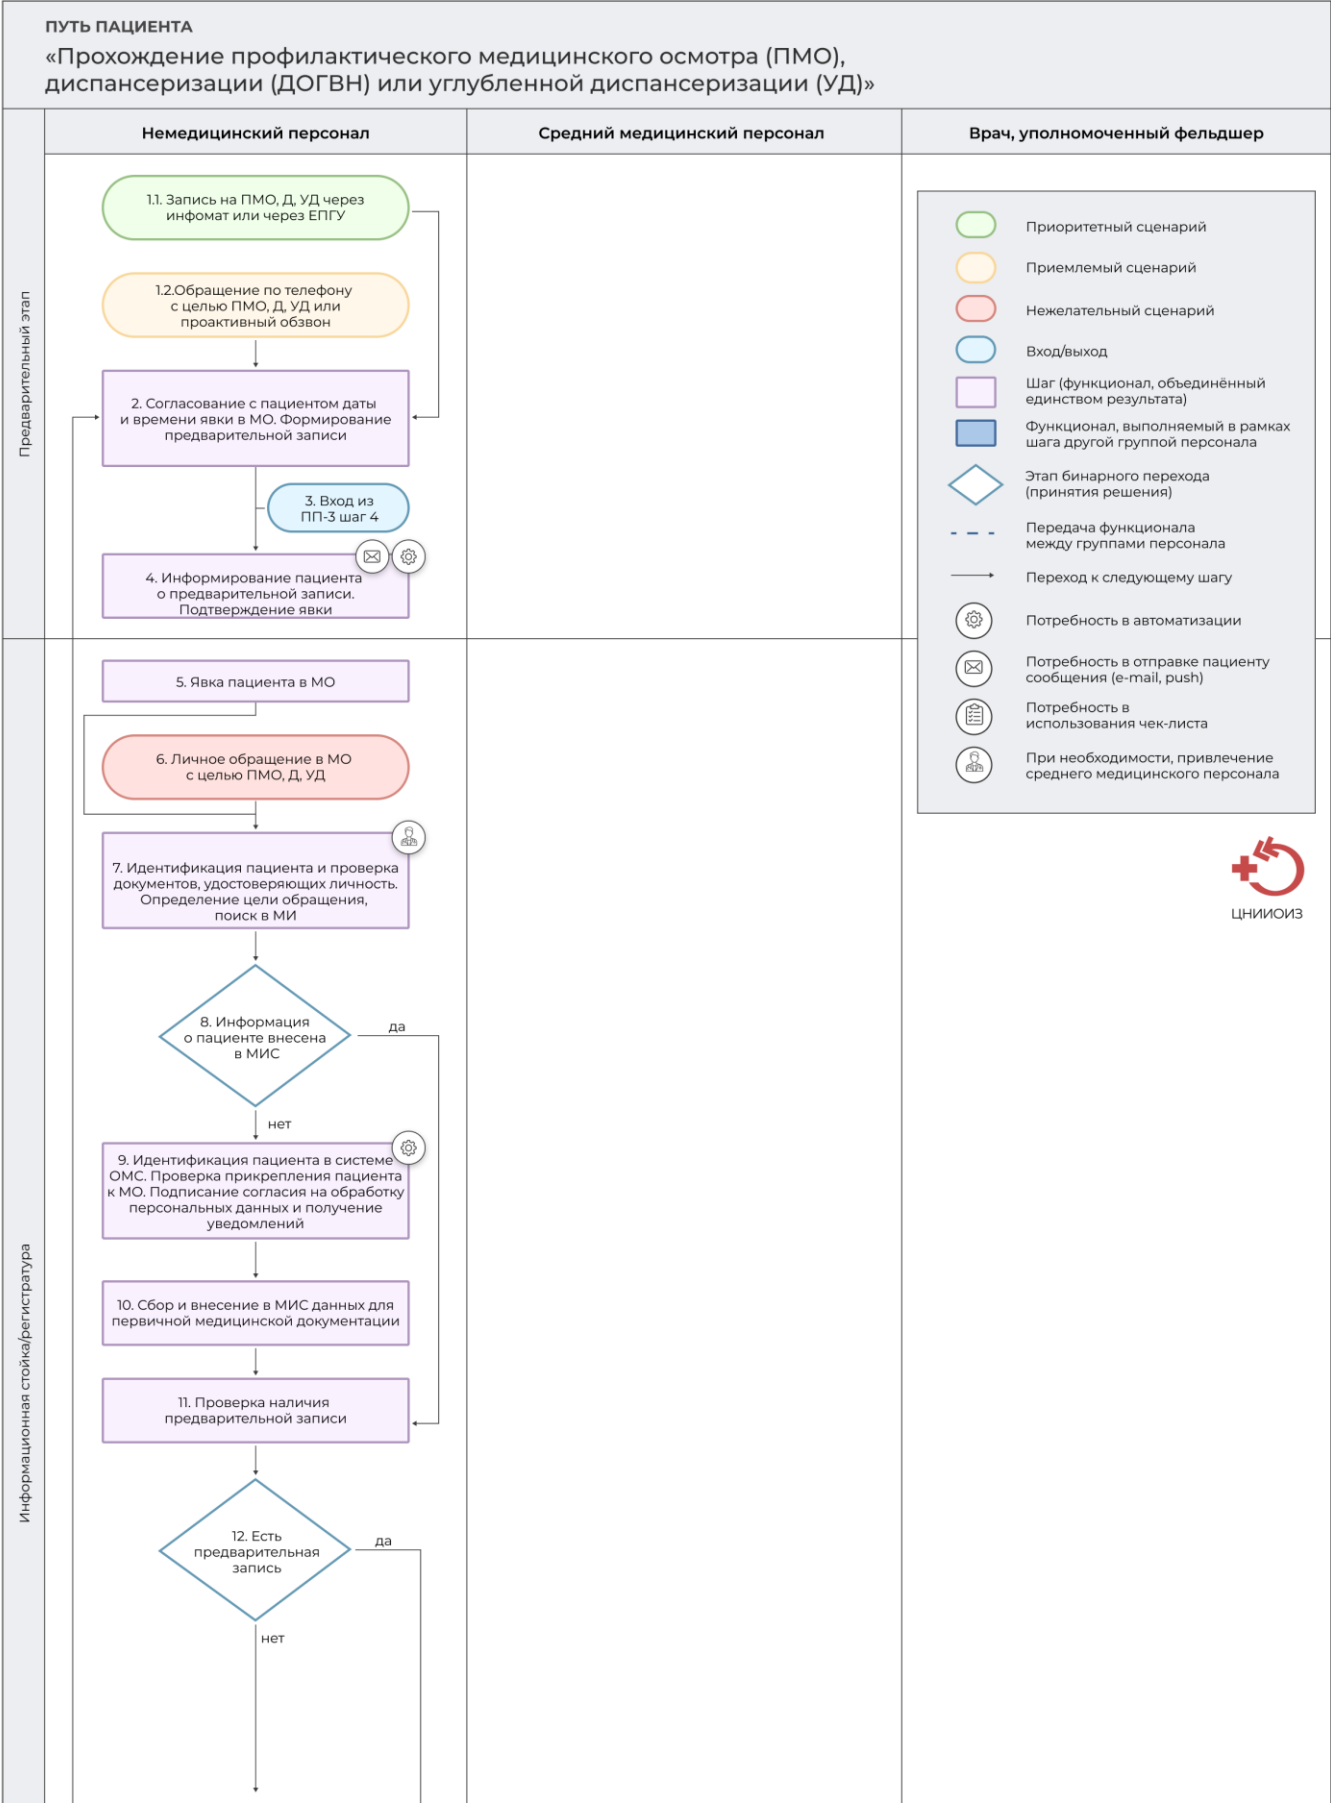 ПУТЬ ПАЦИЕНТА
«Прохождение профилактического медицинского осмотра (ПМО),
диспансеризации (ДОГВН) или углубленной диспансеризации (УД)»
Немедицинский персонал
Средний медицинский персонал
Врач, уполномоченный фельдшер
Предварительный этап
1.1. Запись на ПМО, Д, УД через
инфомат или через ЕПГУ
1.2.Обращение по телефону
с целью ПМО, Д, УД или
проактивный обзвон
2. Согласование с пациентом даты
и времени явки в МО. Формирование
предварительной записи
3. Вход из
ПП-3 шаг 4
4. Информирование пациента
о предварительной записи.
Подтверждение явки
Приоритетный сценарий
Приемлемый сценарий
Нежелательный сценарий
Вход/выход
Шаг (функционал, объединённый
единством результата)
Функционал, выполняемый в рамках
шага другой группой персонала
Этап бинарного перехода
(принятия решения)
Передача функционала
между группами персонала
Переход к следующему шагу
Потребность в автоматизации
Потребность в отправке пациенту
сообщения (e-mail, push)
Потребность в
использования чек-листа
При необходимости, привлечение
среднего медицинского персонала
ЦНИИОИЗ
Информационная стойка/регистратура
5. Явка пациента в МО
6. Личное обращение в МО
с целью ПМО, Д, УД
7. Идентификация пациента и проверка
документов, удостоверяющих личность.
Определение цели обращения,
поиск в МИ
8. Информация
о пациенте внесена
в МИС
да
нет
9. Идентификация пациента в системе
ОМС. Проверка прикрепления пациента
к МО. Подписание согласия на обработку
персональных данных и получение
уведомлений
10. Сбор и внесение в МИС данных для
первичной медицинской документации
11. Проверка наличия
предварительной записи
12. Есть
предварительная
запись
да
нет